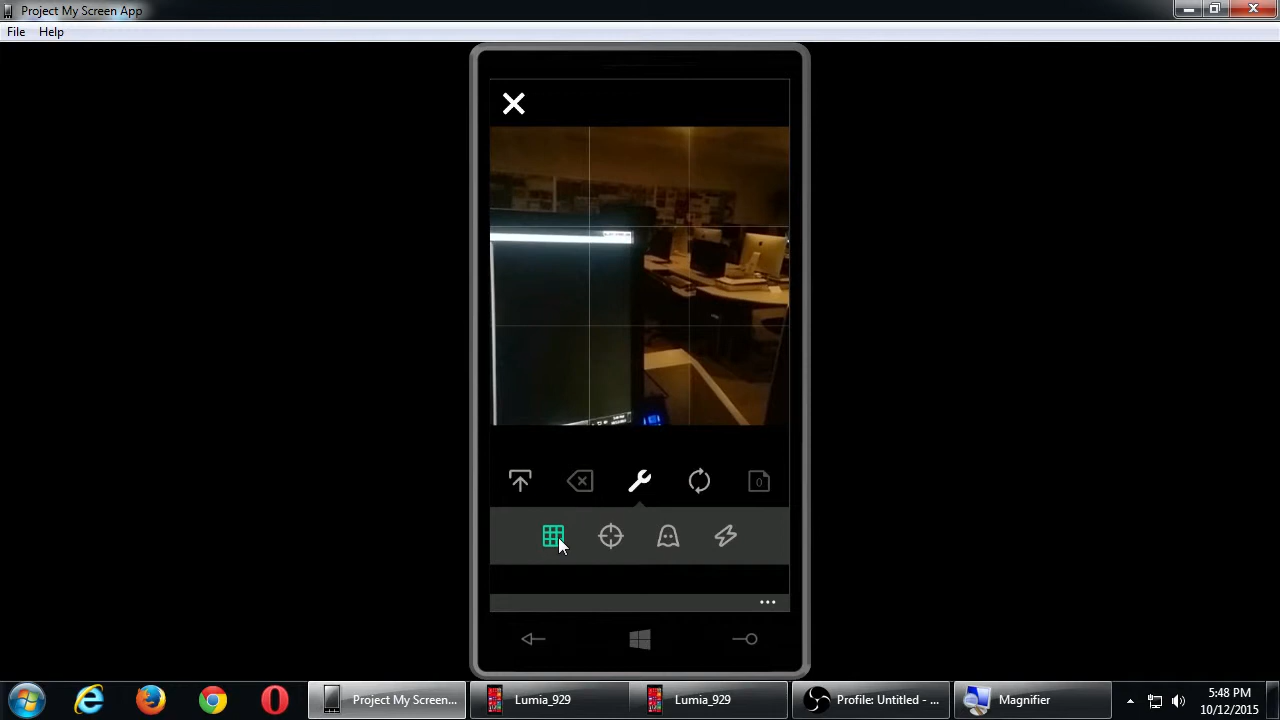 Project My Screen App
File Help
0
Project My Screen...
Lumia_929
Lumia_929
Profile: Untitled - ...
Magnifier
5:48 PM
10/12/2015